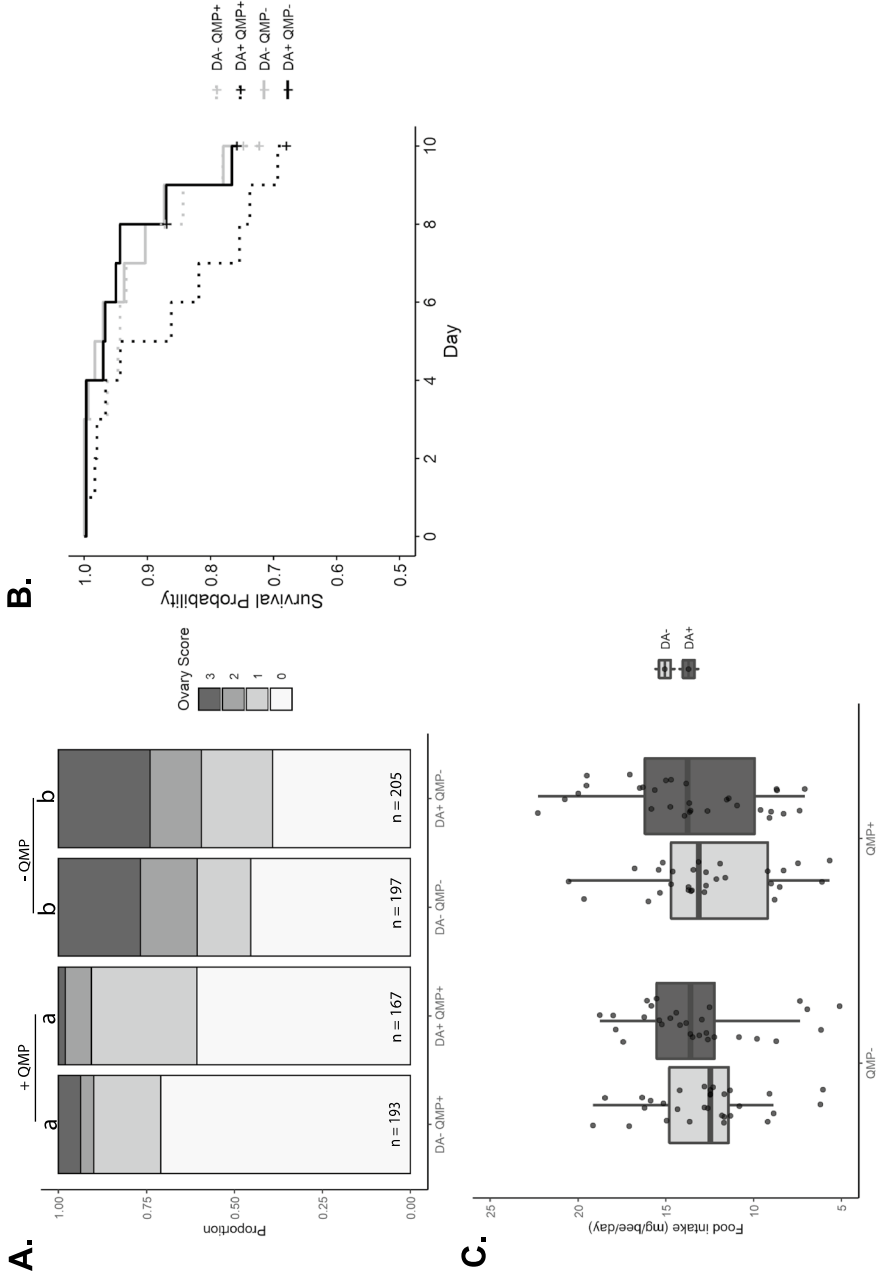 A.
+ QMP
- QMP
a
a
b
b
Proportion
1.00
0.75
0.50
0.25
0.00
n = 193
n = 167
n = 197
n = 205
DA- QMP+
DA+ QMP+
DA- QMP-
DA+ QMP-
Ovary Score
3
2
1
0
B.
Survival Probability
1.0
0.9
0.8
0.7
0.6
0.5
0
2
4
6
8
10
Day
DA- QMP+
DA+ QMP+
DA- QMP-
DA+ QMP-
C.
Food intake (mg/bee/day)
25
20
15
10
5
QMP-
QMP+
DA-
DA+